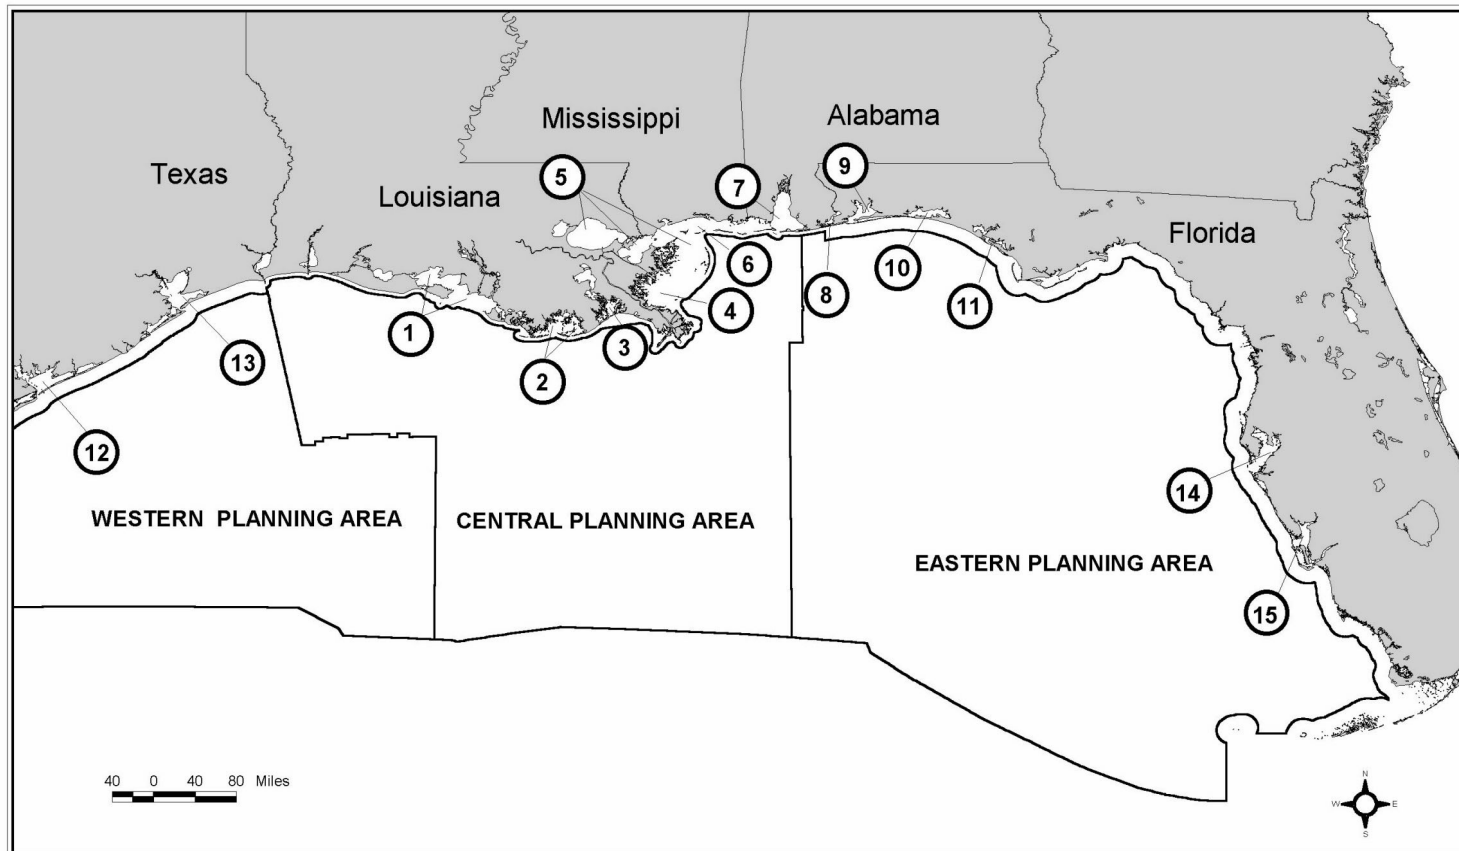 Mississippi
Alabama
Texas
Louisiana
Florida
5
7
9
6
8
10
11
4
1
3
13
2
12
14
15
WESTERN PLANNING AREA
CENTRAL PLANNING AREA
EASTERN PLANNING AREA
40 0 40 80 Miles
N
W E
S